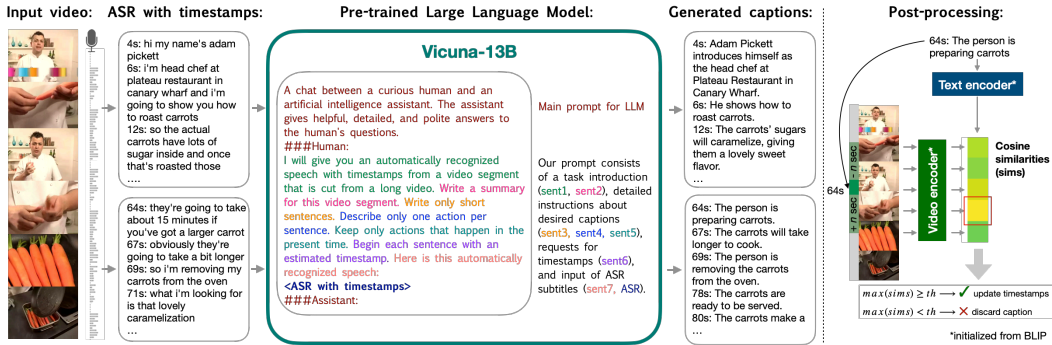 Input video:
ASR with timestamps:
Pre-trained Large Language Model:
Generated captions:
Post-processing:
4s: hi my name's adam
pickett
6s: i'm head chef at
plateau restaurant in
canary wharf and i'm
going to show you how
to roast carrots
12s: so the actual
carrots have lots of
sugar inside and once
that's roasted those
....
64s: they're going to take
about 15 minutes if
you've got a larger carrot
67s: obviously they're
going to take a bit longer
69s: so i'm removing my
carrots from the oven
71s: what i'm looking for
is that lovely
caramelization
...
Vicuna-13B
A chat between a curious human and an
artificial intelligence assistant. The assistant
gives helpful, detailed, and polite answers to
the human's questions.
###Human:
I will give you an automatically recognized
speech with timestamps from a video segment
that is cut from a long video. Write a summary
for this video segment. Write only short
sentences. Describe only one action per
sentence. Keep only actions that happen in the
present time. Begin each sentence with an
estimated timestamp. Here is this automatically
recognized speech:
<ASR with timestamps>
###Assistant:
Main prompt for LLM
Our prompt consists
of a task introduction
(sent1, sent2), detailed
instructions about
desired captions
(sent3, sent4, sent5),
requests for
timestamps (sent6),
and input of ASR
subtitles (sent7, ASR).
4s: Adam Pickett
introduces himself as
the head chef at
Plateau Restaurant in
Canary Wharf.
6s: He shows how to
roast carrots.
12s: The carrots' sugars
will caramelize, giving
them a lovely sweet
flavor.
...
64s: The person is
preparing carrots.
67s: The carrots will take
longer to cook.
69s: The person is
removing the carrots
from the oven.
78s: The carrots are
ready to be served.
80s: The carrots make a
...
64s: The person is
preparing carrots
Text encoder*
- n sec
64s
+ n sec
Video encoder*
Cosine
similarities
(sims)
max(sims) ≥ th → ✓ update timestamps
max(sims) < th → ✗ discard caption
*initialized from BLIP